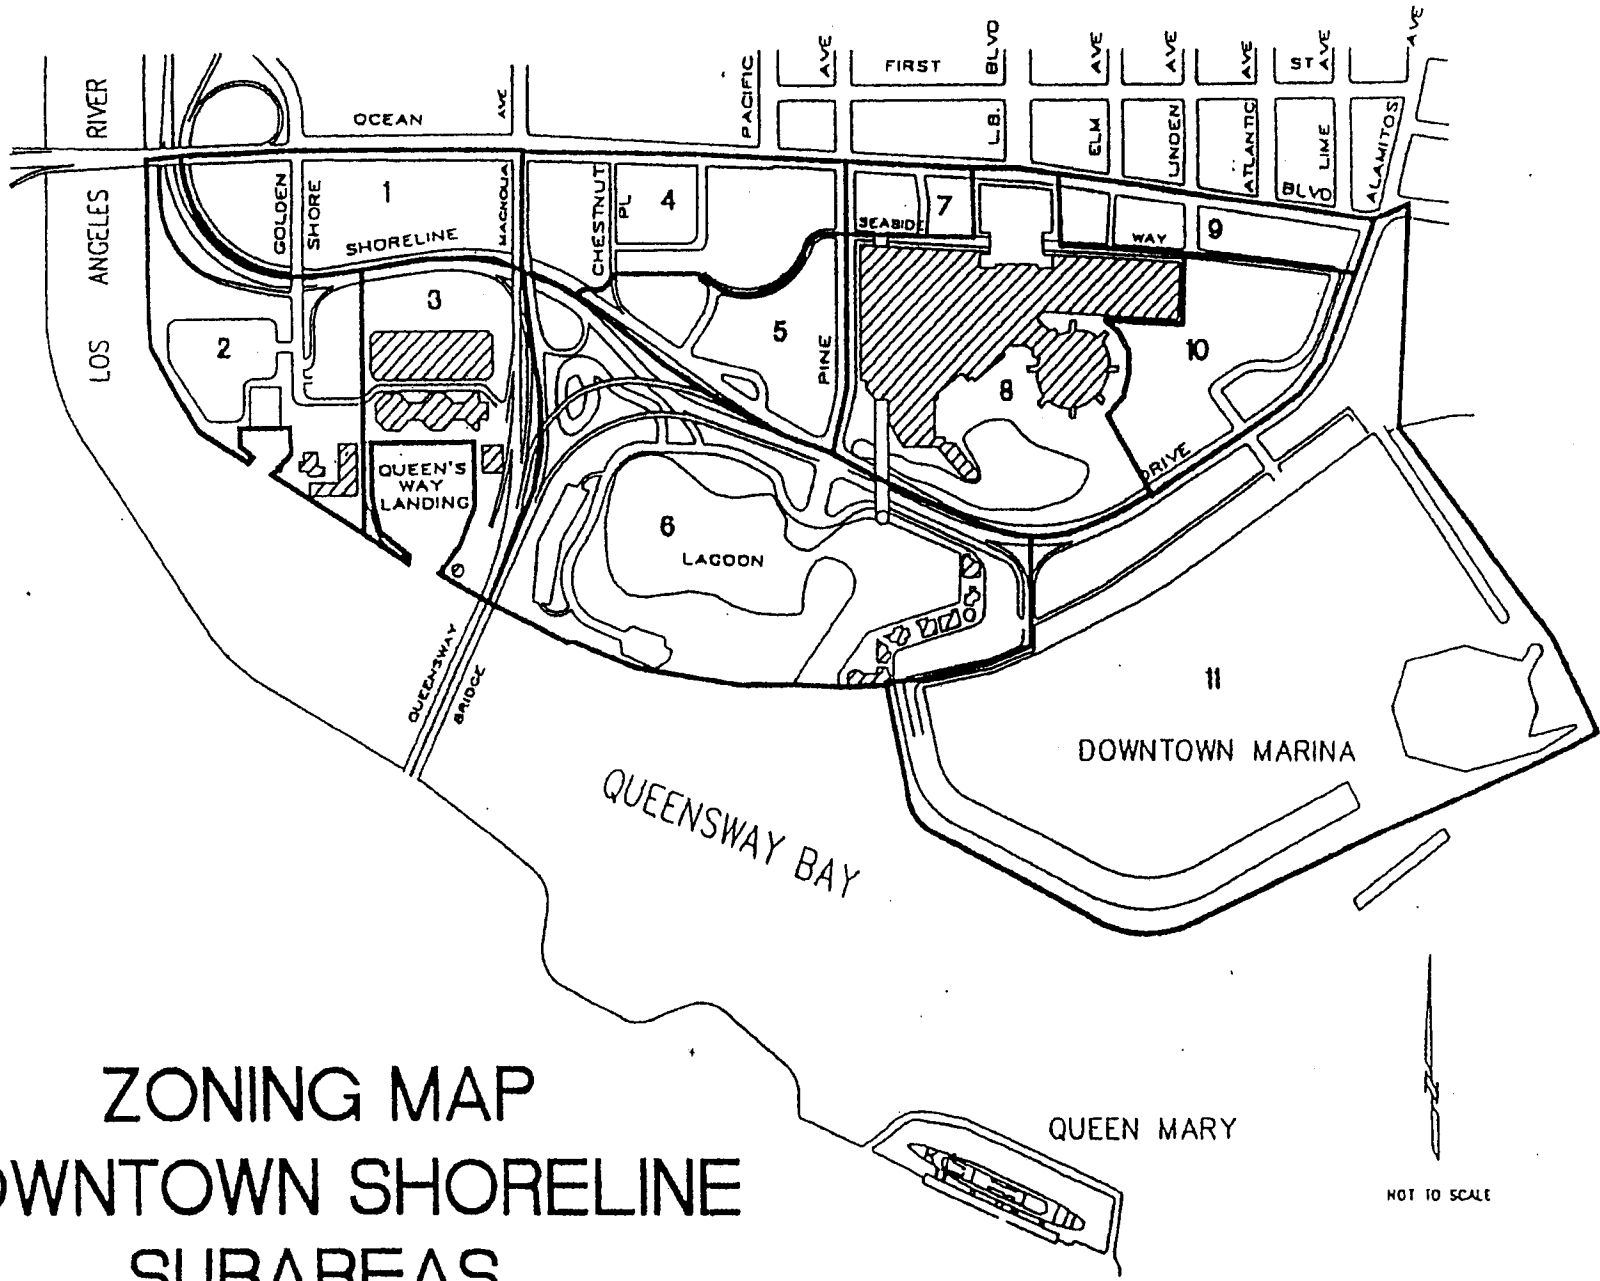 AVE
FIRST
BLVD
AVE
AVE
AVE
ST
AVE
AVE
LOS ANGELES RIVER
OCEAN
AVE
PACIFIC
L.B.
ELM
LINDEN
ATLANTIC
LIME
BLVD
ALAMITOS
GOLDEN
SHORE
1
MAGNOLIA
CHESTNUT
PL
4
7
SEASIDE
WAY
9
SHORELINE
3
2
5
PINE
8
10
DRIVE
QUEEN'S
WAY
LANDING
6
LAGOON
QUEENSWAY
BRIDGE
11
DOWNTOWN MARINA
QUEENSWAY BAY
N
QUEEN MARY
NOT TO SCALE
ZONING MAP
OWNTOWN SHORELINE
SUBAREAS